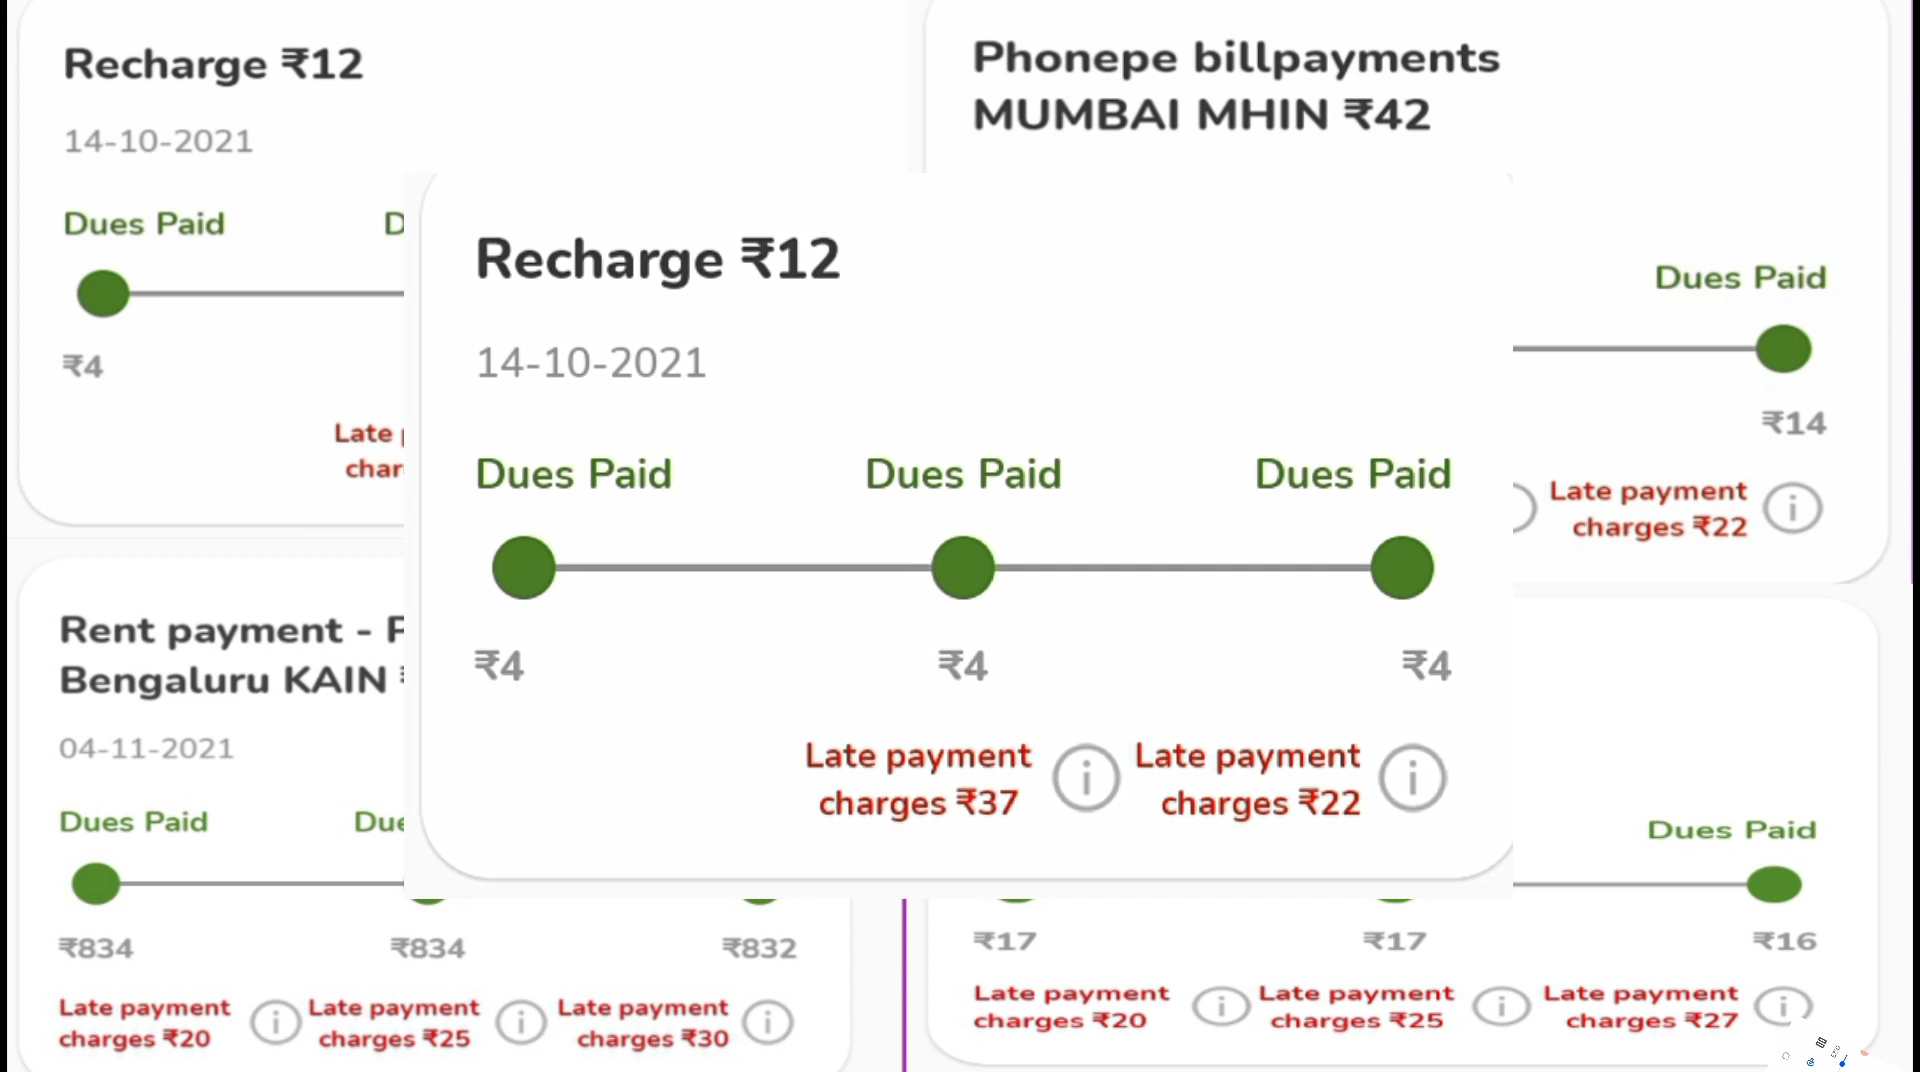 Recharge ₹12
14-10-2021
Dues Paid
₹4
Late
char
Phonepe billpayments
MUMBAI MHIN ₹42
Dues Paid
₹14
Late payment
charges ₹22
Recharge ₹12
14-10-2021
Dues Paid Dues Paid Dues Paid
₹4 ₹4 ₹4
Late payment Late payment
charges ₹37 charges ₹22
Rent payment -
Bengaluru KAIN
04-11-2021
Dues Paid Due
₹834 ₹834 ₹832
Late payment Late payment Late payment
charges ₹20 charges ₹25 charges ₹30
Dues Paid
₹17 ₹17 ₹16
Late payment Late payment Late payment
charges ₹20 charges ₹25 charges ₹27